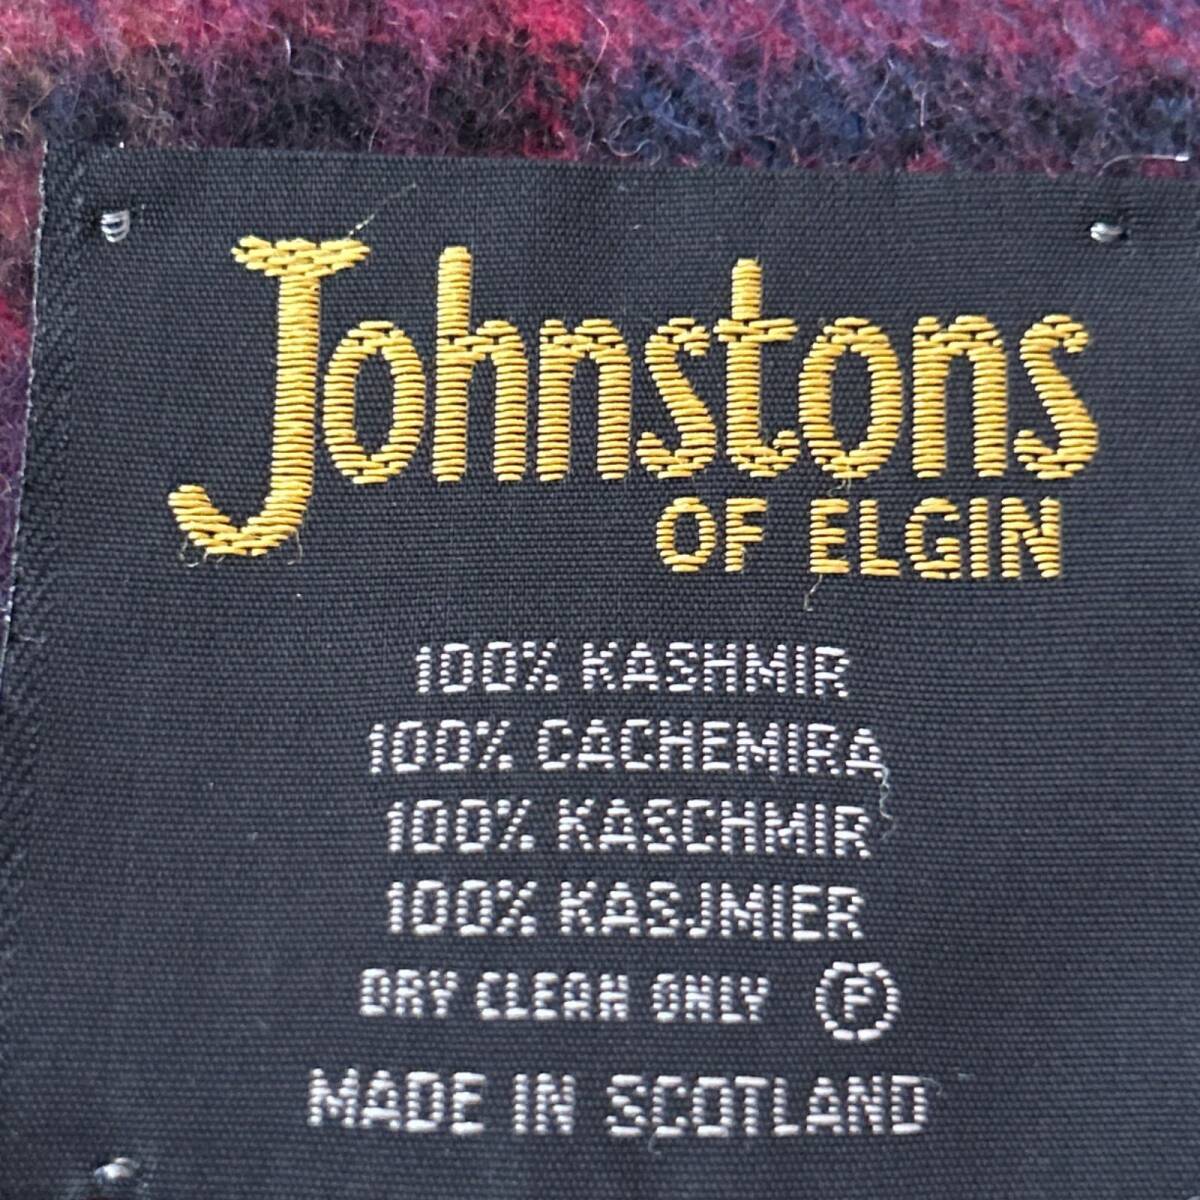 Johnstons
OF ELGIN
100% KASHMIR
100% CACHEMIRA
100% KASCHMIR
100% KASJMIER
DRY CLEAN ONLY Ⓟ
MADE IN SCOTLAND